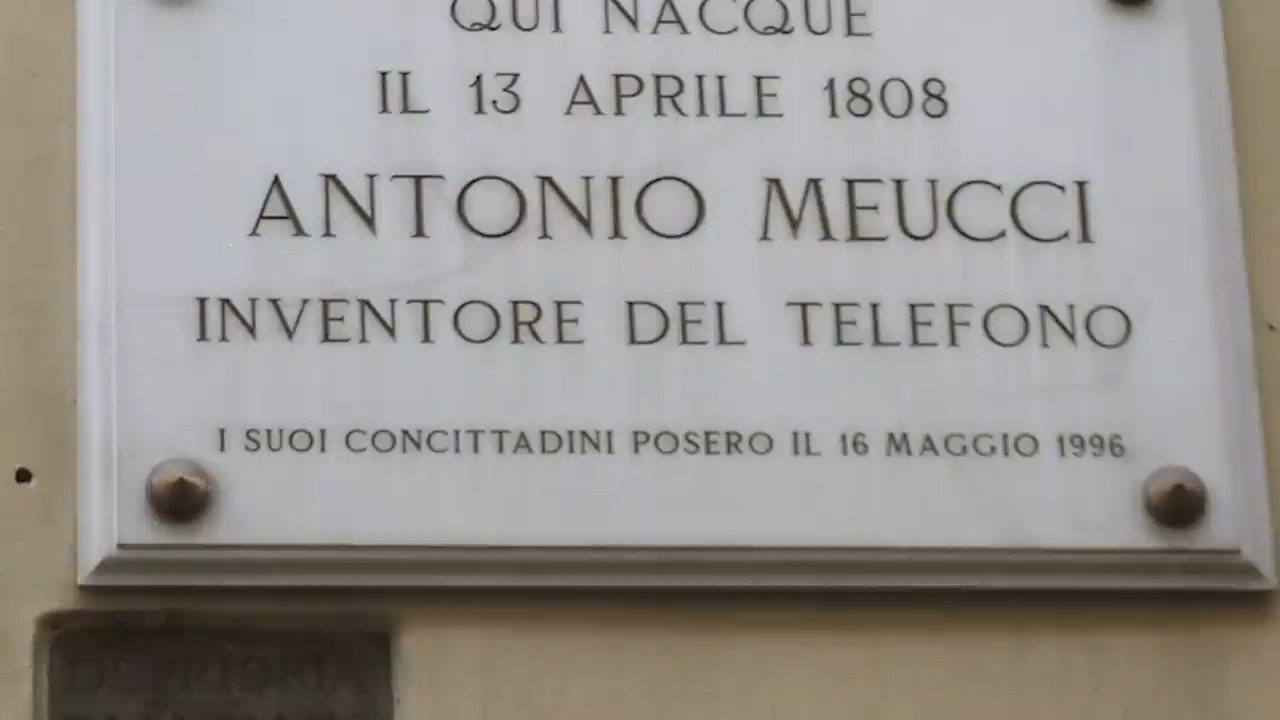 QUI NACQUE
IL 13 APRILE 1808
ANTONIO MEUCCI
INVENTORE DEL TELEFONO
I SUOI CONCITTADINI POSERO IL 16 MAGGIO 1996